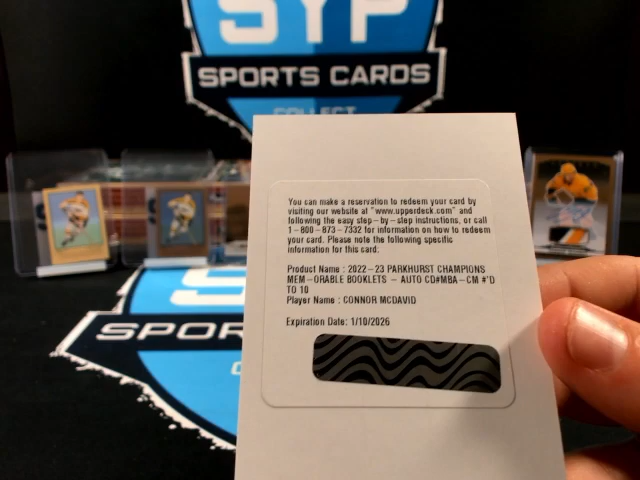 SYP
SPORTS CARDS
COLLECT
You can make a reservation to redeem your card by
visiting our website at "www.upperdeck.com" and
following the easy step-by-step instructions, or call
1-800-873-7332 for information on how to redeem
your card. Please note the following specific
information for this card:
Product Name : 2022-23 PARKHURST CHAMPIONS
MEM-ORABLE BOOKLETS - AUTO CD#MBA-CM #'D
TO 10
Player Name : CONNOR MCDAVID
Expiration Date: 1/10/2026
SPOR